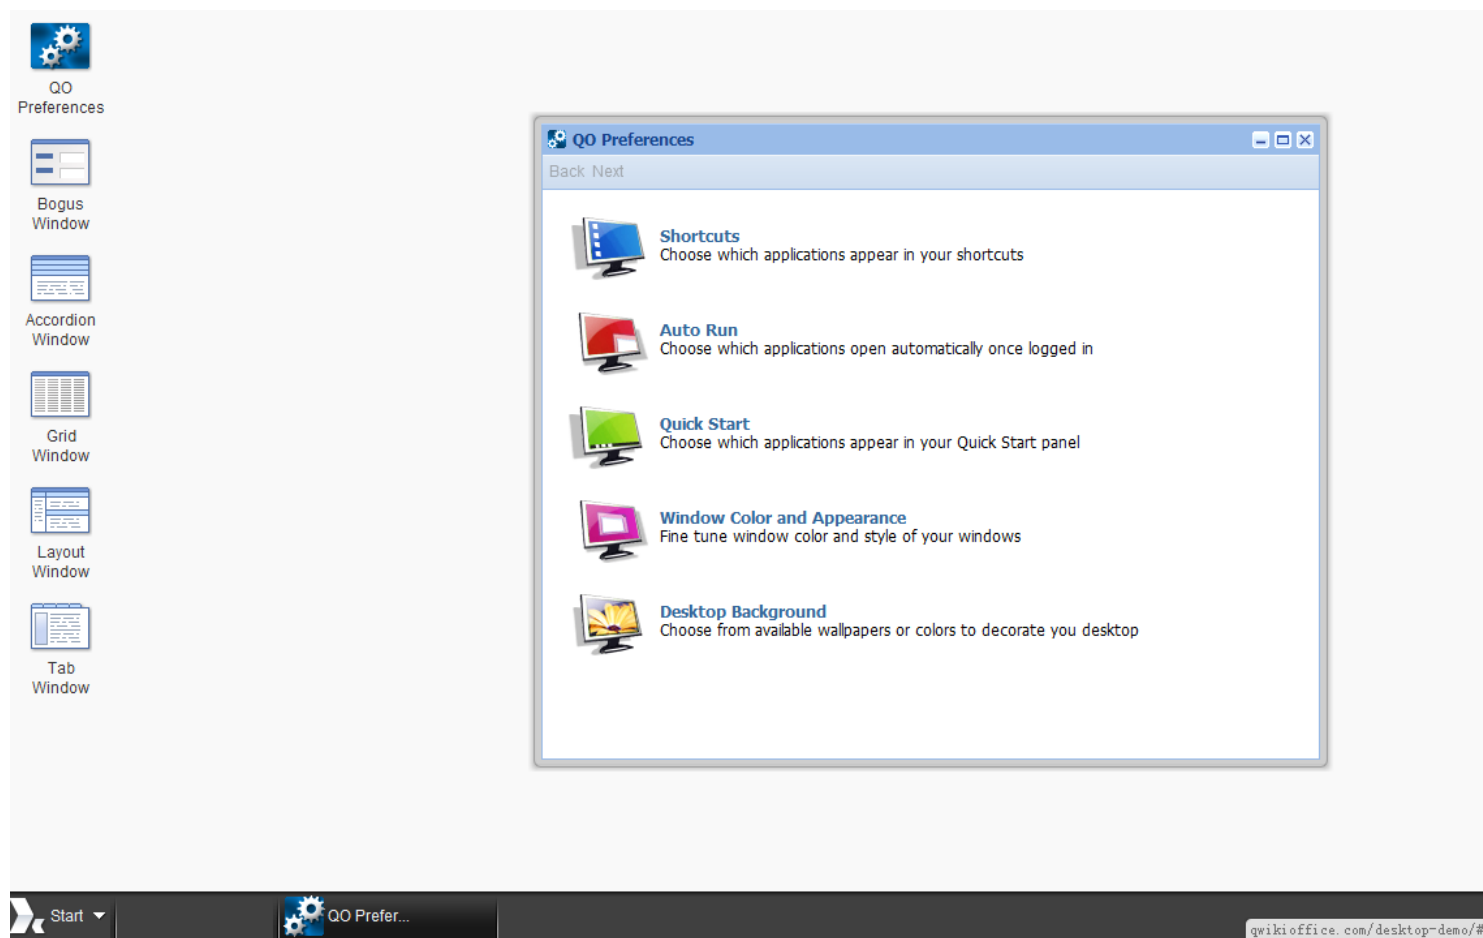 QO
Preferences
Bogus
Window
Accordion
Window
Grid
Window
Layout
Window
Tab
Window
QO Preferences
Back Next
Shortcuts
Choose which applications appear in your shortcuts
Auto Run
Choose which applications open automatically once logged in
Quick Start
Choose which applications appear in your Quick Start panel
Window Color and Appearance
Fine tune window color and style of your windows
Desktop Background
Choose from available wallpapers or colors to decorate you desktop
Start
QO Prefer...
qwikioffice.com/desktop-demo/#